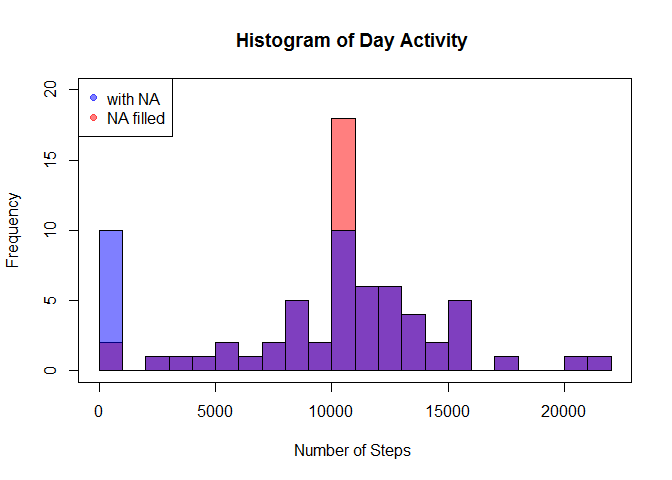 Histogram of Day Activity
with NA
NA filled
Frequency
20
15
10
5
0
0 5000 10000 15000 20000
Number of Steps